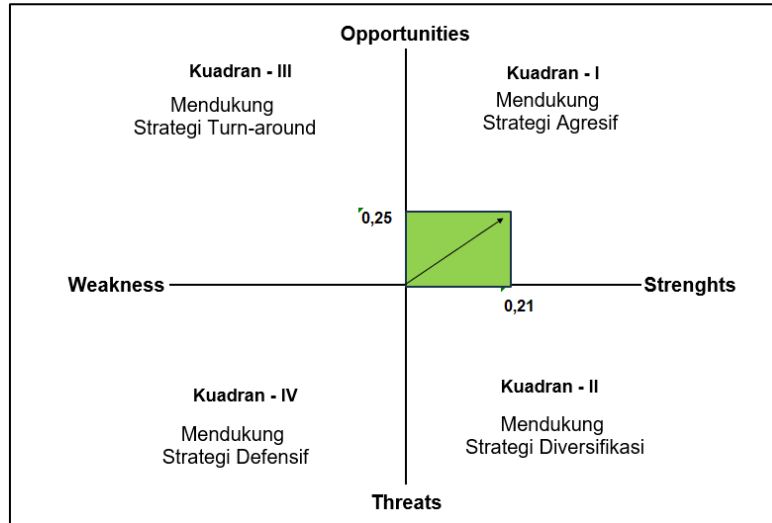 Opportunities
Kuadran - III
Mendukung
Strategi Turn-around
Kuadran - I
Mendukung
Strategi Agresif
0,25
Weakness
Strenghts
0,21
Kuadran - IV
Mendukung
Strategi Defensif
Kuadran - II
Mendukung
Strategi Diversifikasi
Threats